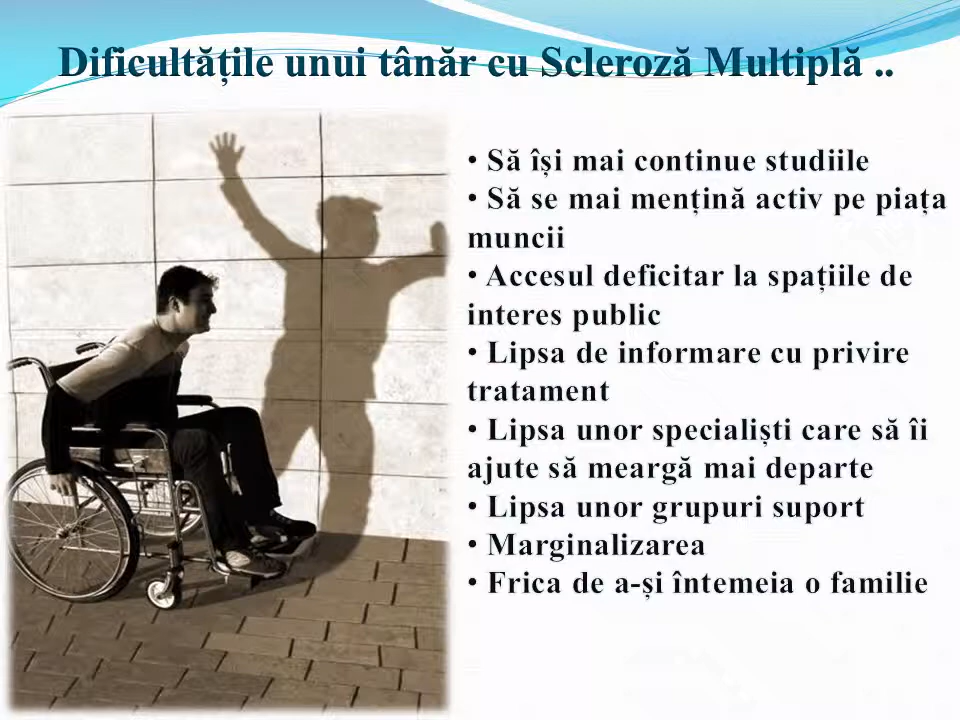 Dificultățile unui tânăr cu Scleroză Multiplă ..
• Să își mai continue studiile
• Să se mai mențină activ pe piața
muncii
• Accesul deficitar la spațiile de
interes public
• Lipsa de informare cu privire
tratament
• Lipsa unor specialiști care să îi
ajute să meargă mai departe
• Lipsa unor grupuri suport
• Marginalizarea
• Frica de a-și întemeia o familie